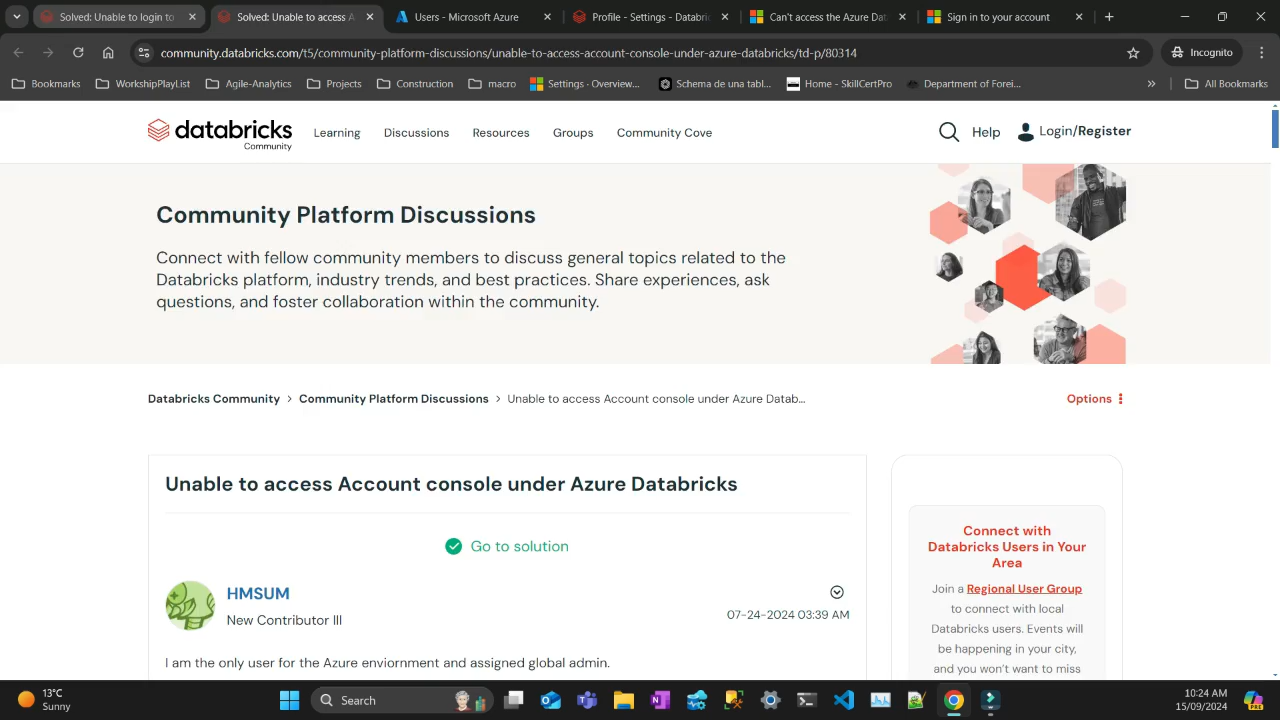 Solved: Unable to login to
Solved: Unable to access A
Users - Microsoft Azure
Profile - Settings - Databric
Can't access the Azure Dat
Sign in to your account
community.databricks.com/t5/community-platform-discussions/unable-to-access-account-console-under-azure-databricks/td-p/80314
Incognito
Bookmarks
WorkshipPlayList
Agile-Analytics
Projects
Construction
macro
Settings - Overview...
Schema de una tabl...
Home - SkillCertPro
Department of Forei...
All Bookmarks
databricks
Community
Learning
Discussions
Resources
Groups
Community Cove
Help
Login/Register
Community Platform Discussions
Connect with fellow community members to discuss general topics related to the
Databricks platform, industry trends, and best practices. Share experiences, ask
questions, and foster collaboration within the community.
Databricks Community > Community Platform Discussions > Unable to access Account console under Azure Datab...
Options
Unable to access Account console under Azure Databricks
Go to solution
HMSUM
New Contributor III
07-24-2024 03:39 AM
I am the only user for the Azure enviornment and assigned global admin.
Connect with
Databricks Users in Your
Area
Join a Regional User Group
to connect with local
Databricks users. Events will
be happening in your city,
and you won't want to miss
13°C
Sunny
Search
10:24 AM
15/09/2024